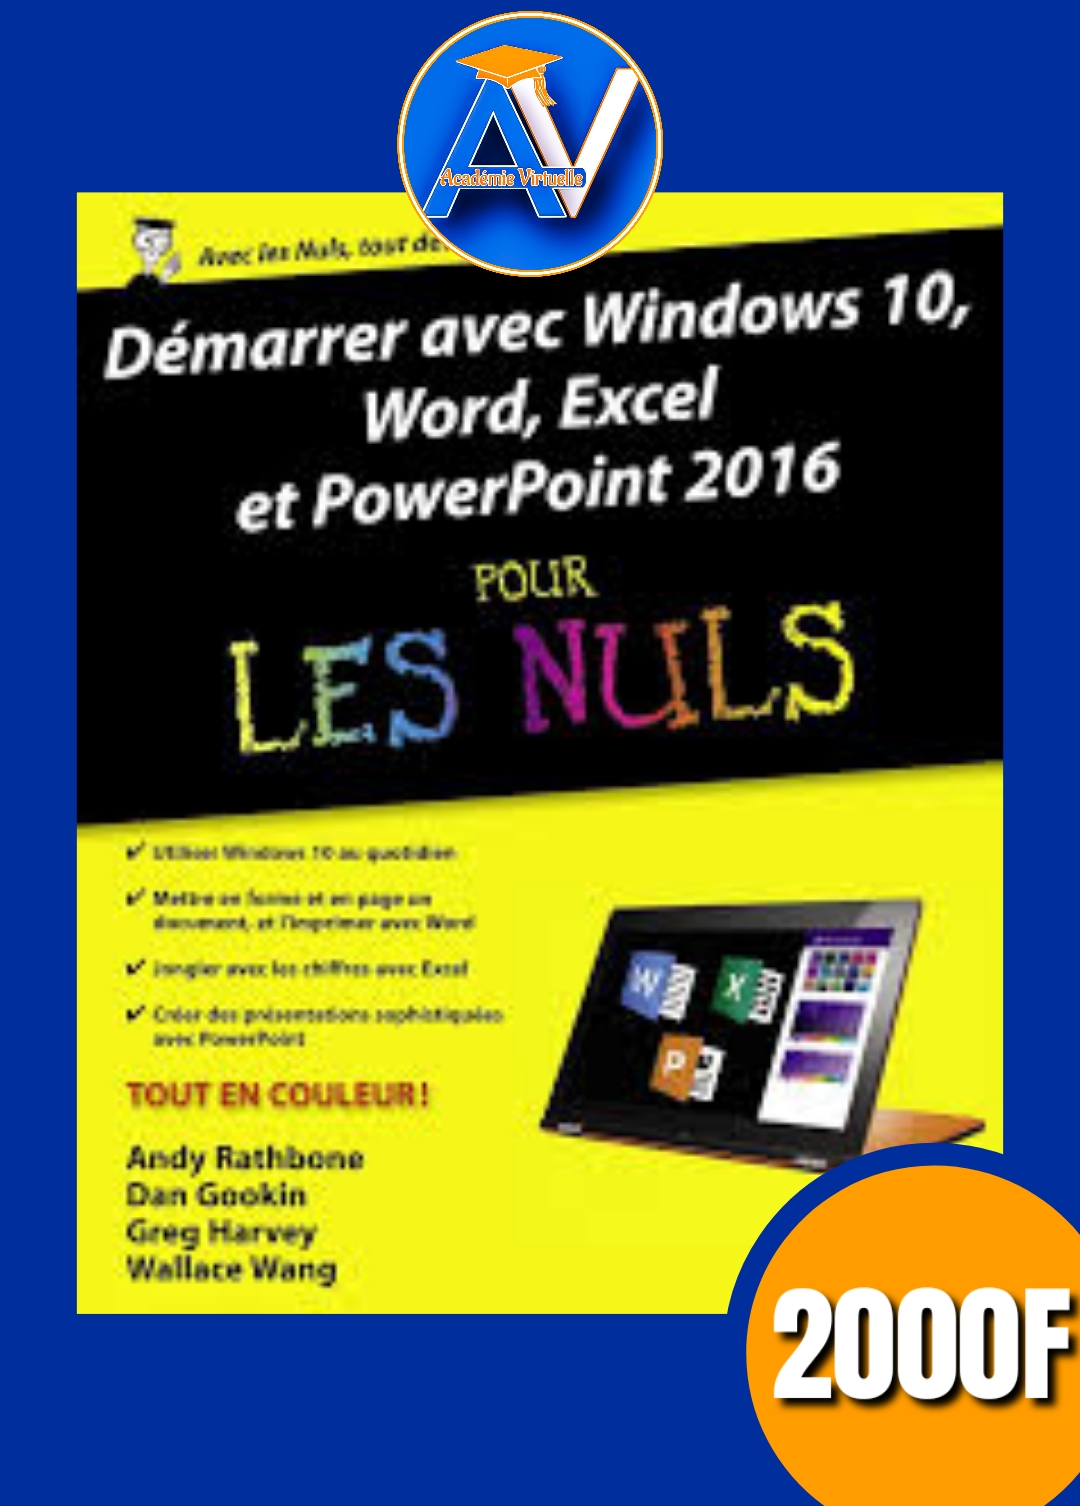 AV
Académie Virtuelle
Avec les Nuls, tout de
Démarrer avec Windows 10,
Word, Excel
et PowerPoint 2016
POUR
LES NULS
✔ Utiliser Windows 10 au quotidien
✔ Mettre en forme et en page un
document, et l'imprimer avec Word
✔ Jongler avec les chiffres avec Excel
✔ Créer des présentations sophistiquées
avec PowerPoint
TOUT EN COULEUR!
Andy Rathbone
Dan Gookin
Greg Harvey
Wallace Wang
W
X
P
2000F